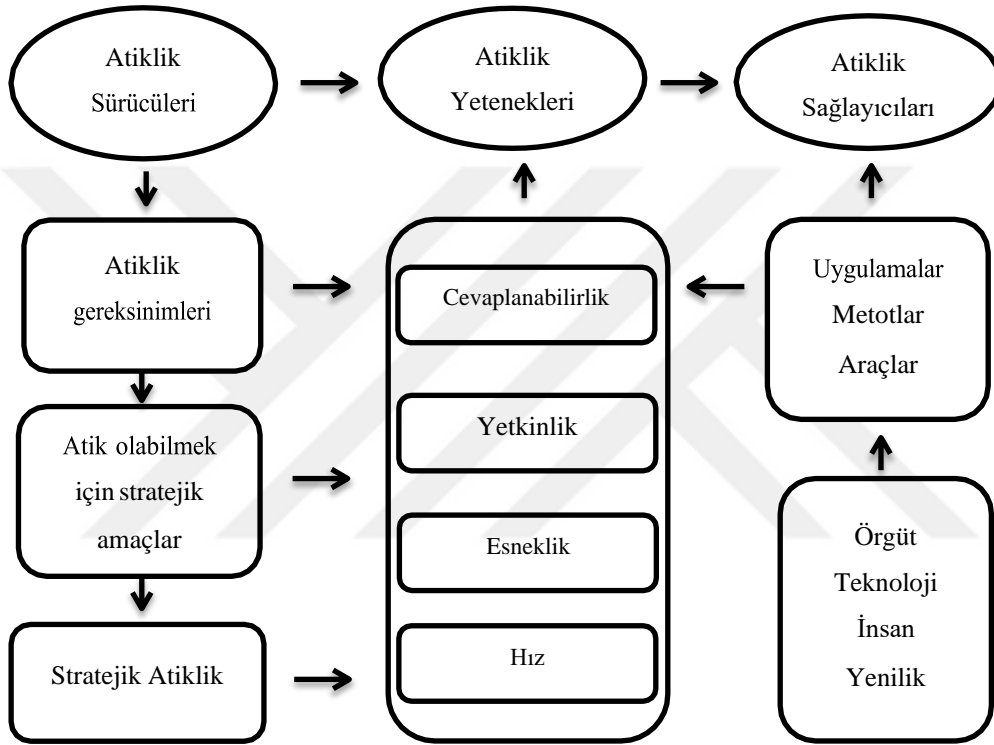 Atiklik
Sürücüleri
Atiklik
Yetenekleri
Atiklik
Sağlayıcıları
Atiklik
gereksinimleri
Atik olabilmek
için stratejik
amaçlar
Stratejik Atiklik
Cevaplanabilirlik
Yetkinlik
Esneklik
Hız
Uygulamalar
Metotlar
Araçlar
Örgüt
Teknoloji
İnsan
Yenilik